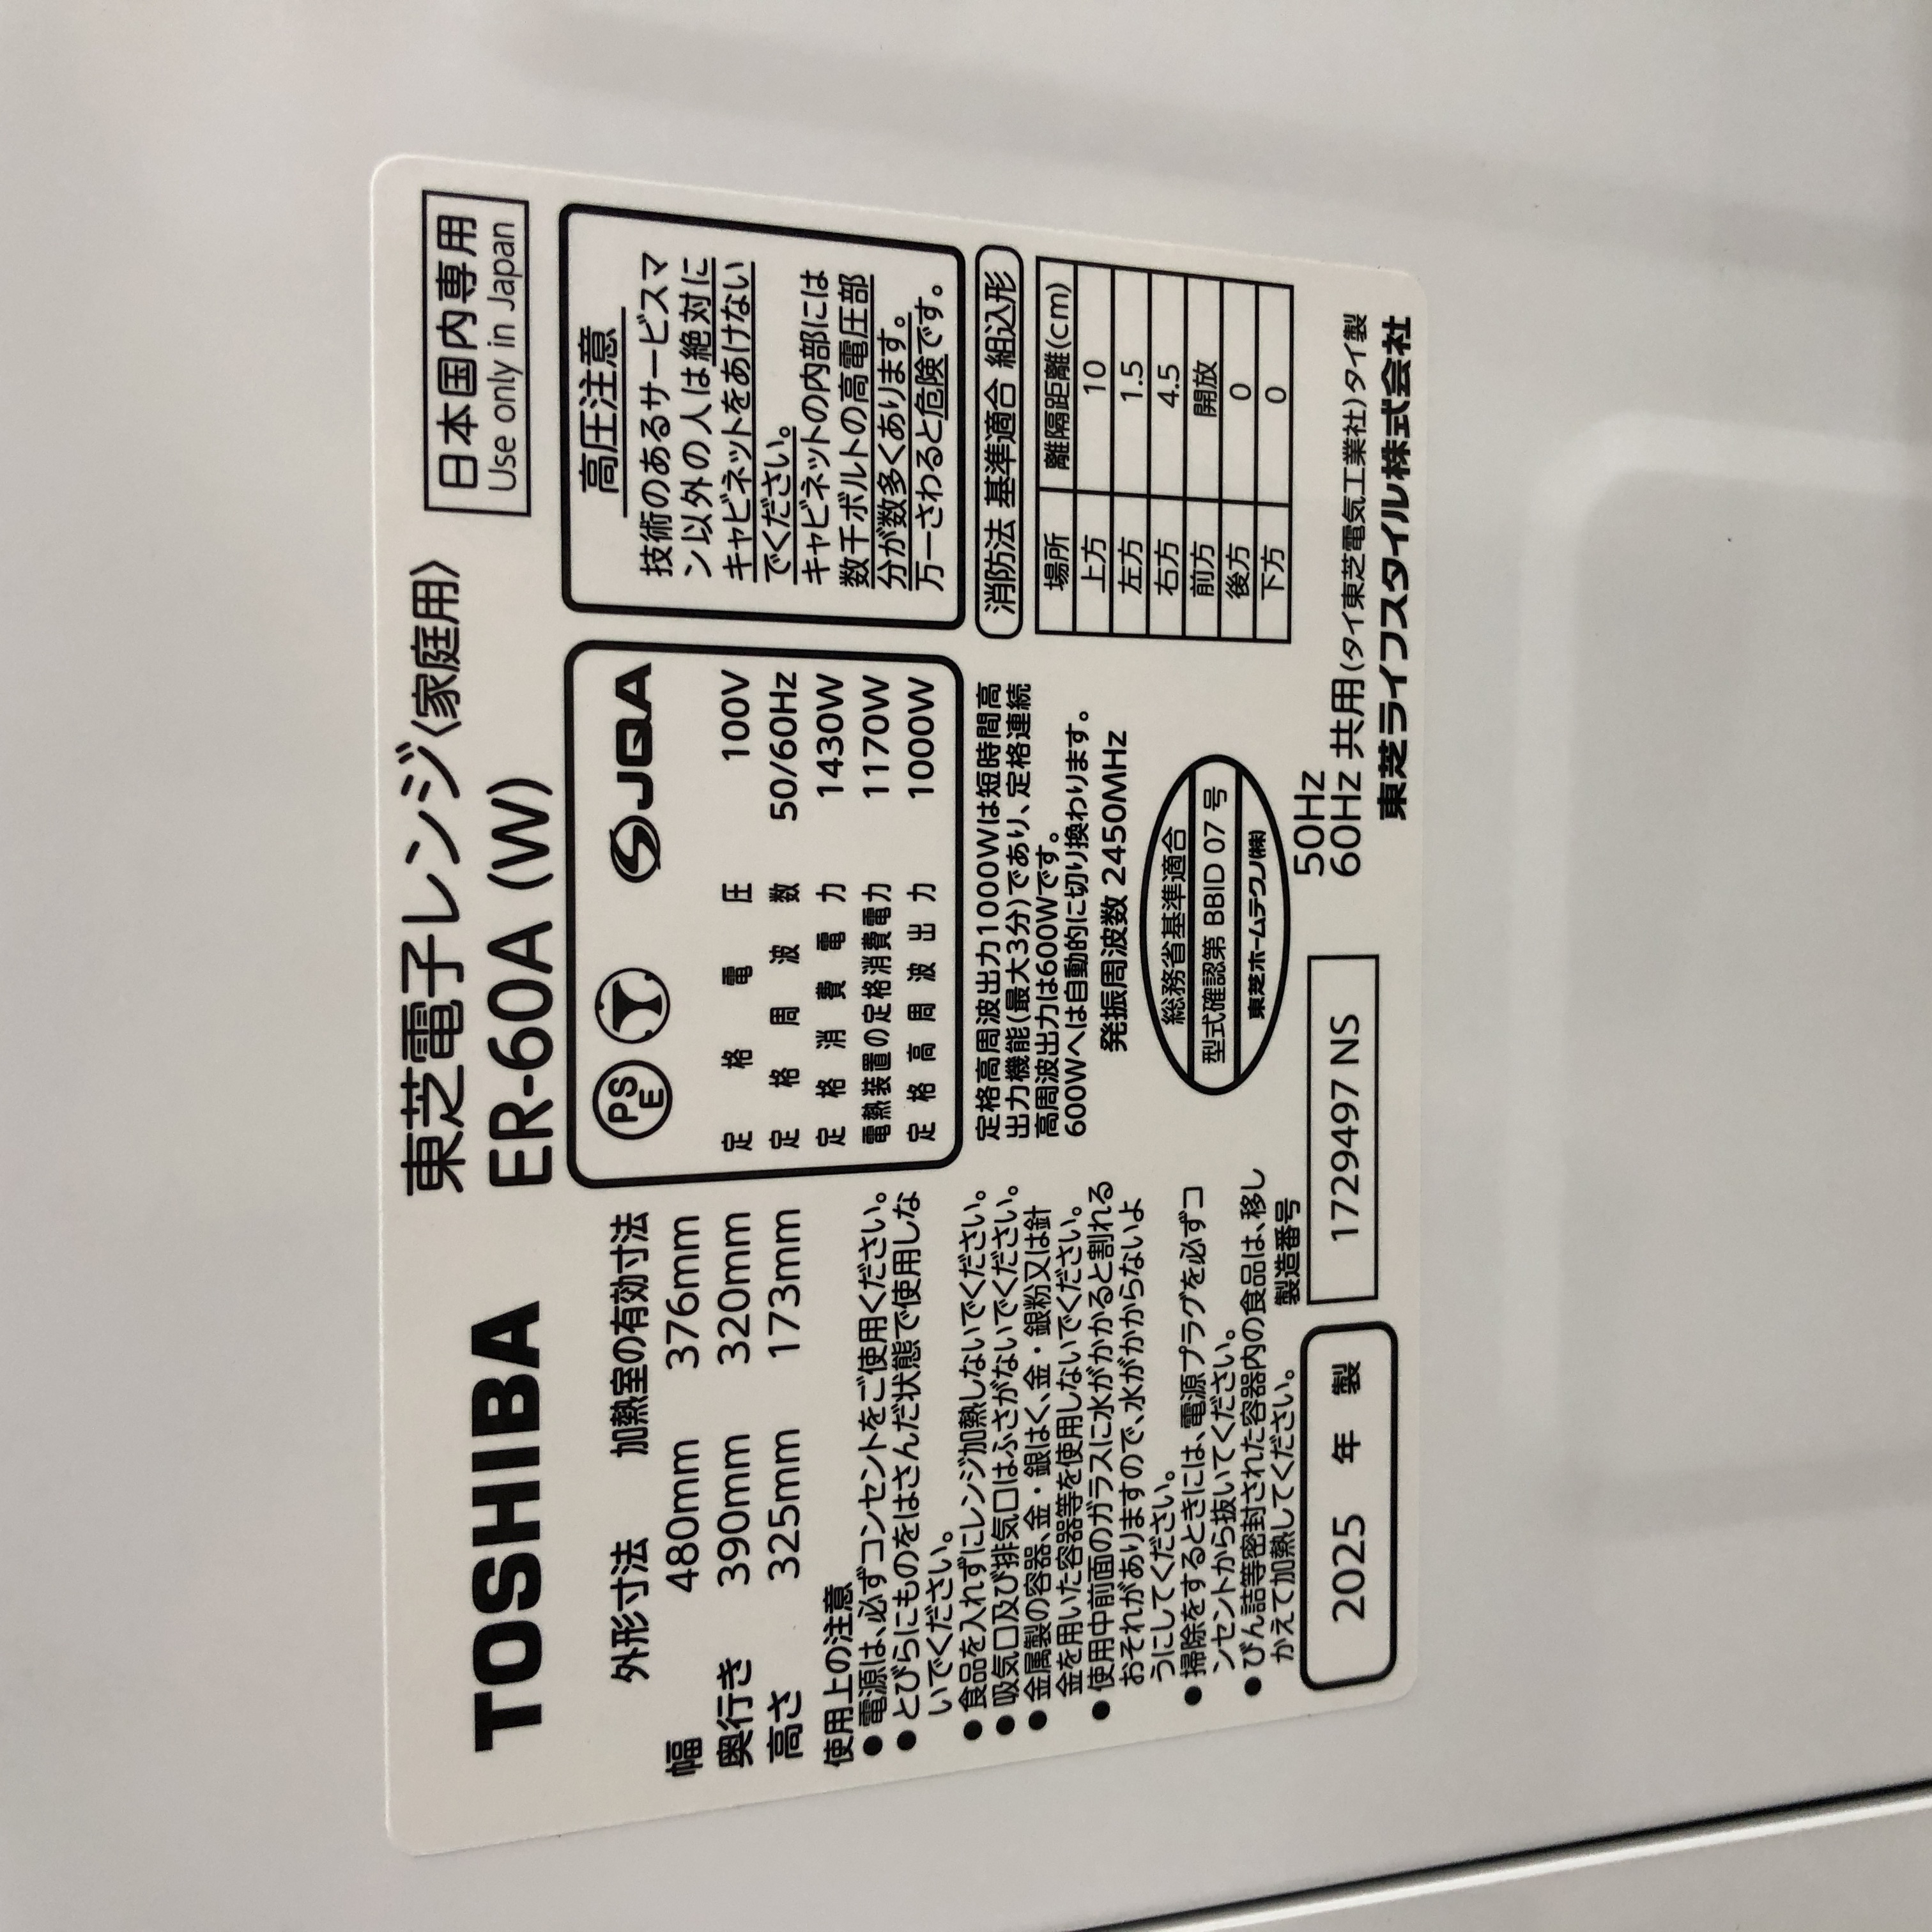 TOSHIBA
東芝電子レンジ〈家庭用〉
ER-60A (W)
日本国内専用
Use only in Japan
外形寸法 加熱室の有効寸法
幅 480mm 376mm
奥行き 390mm 320mm
高さ 325mm 173mm
使用上の注意
●電源は、必ずコンセントをご使用ください。
●とびらにものをはさんだ状態で使用しな
いでください。
●食品を入れずにレンジ加熱しないでください。
●吸気口及び排気口はふさがないでください。
●金属製の容器、金・銀はく、金・銀粉又は針
金を用いた容器等を使用しないでください。
●使用中前面のガラスに水がかかると割れる
おそれがありますので、水がかからないよ
うにしてください。
●掃除をするときには、電源プラグを必ずコ
ンセントから抜いてください。
●びん詰等密封された容器内の食品は、移し
かえて加熱してください。
2025 年 製
製造番号
1729497 NS
PS
E
JQA
定格電圧 100V
定格周波数 50/60Hz
定格消費電力 1430W
電熱装置の定格消費電力 1170W
定格高周波出力 1000W
定格高周波出力1000Wは短時間高
出力機能(最大3分)であり、定格連続
高周波出力は600Wです。
600Wへは自動的に切り換わります。
発振周波数 2450MHz
総務省基準適合
型式確認第 BBID 07 号
東芝ホームテクノ(株)
高圧注意
技術のあるサービスマ
ン以外の人は絶対に
キャビネットをあけない
でください。
キャビネットの内部には
数千ボルトの高電圧部
分が数多くあります。
万一さわると危険です。
消防法 基準適合 組込形
場所 離隔距離(cm)
上方 10
左方 1.5
右方 4.5
前方 開放
後方 0
下方 0
50Hz
60Hz 共用(タイ東芝電気工業社)タイ製
東芝ライフスタイル株式会社